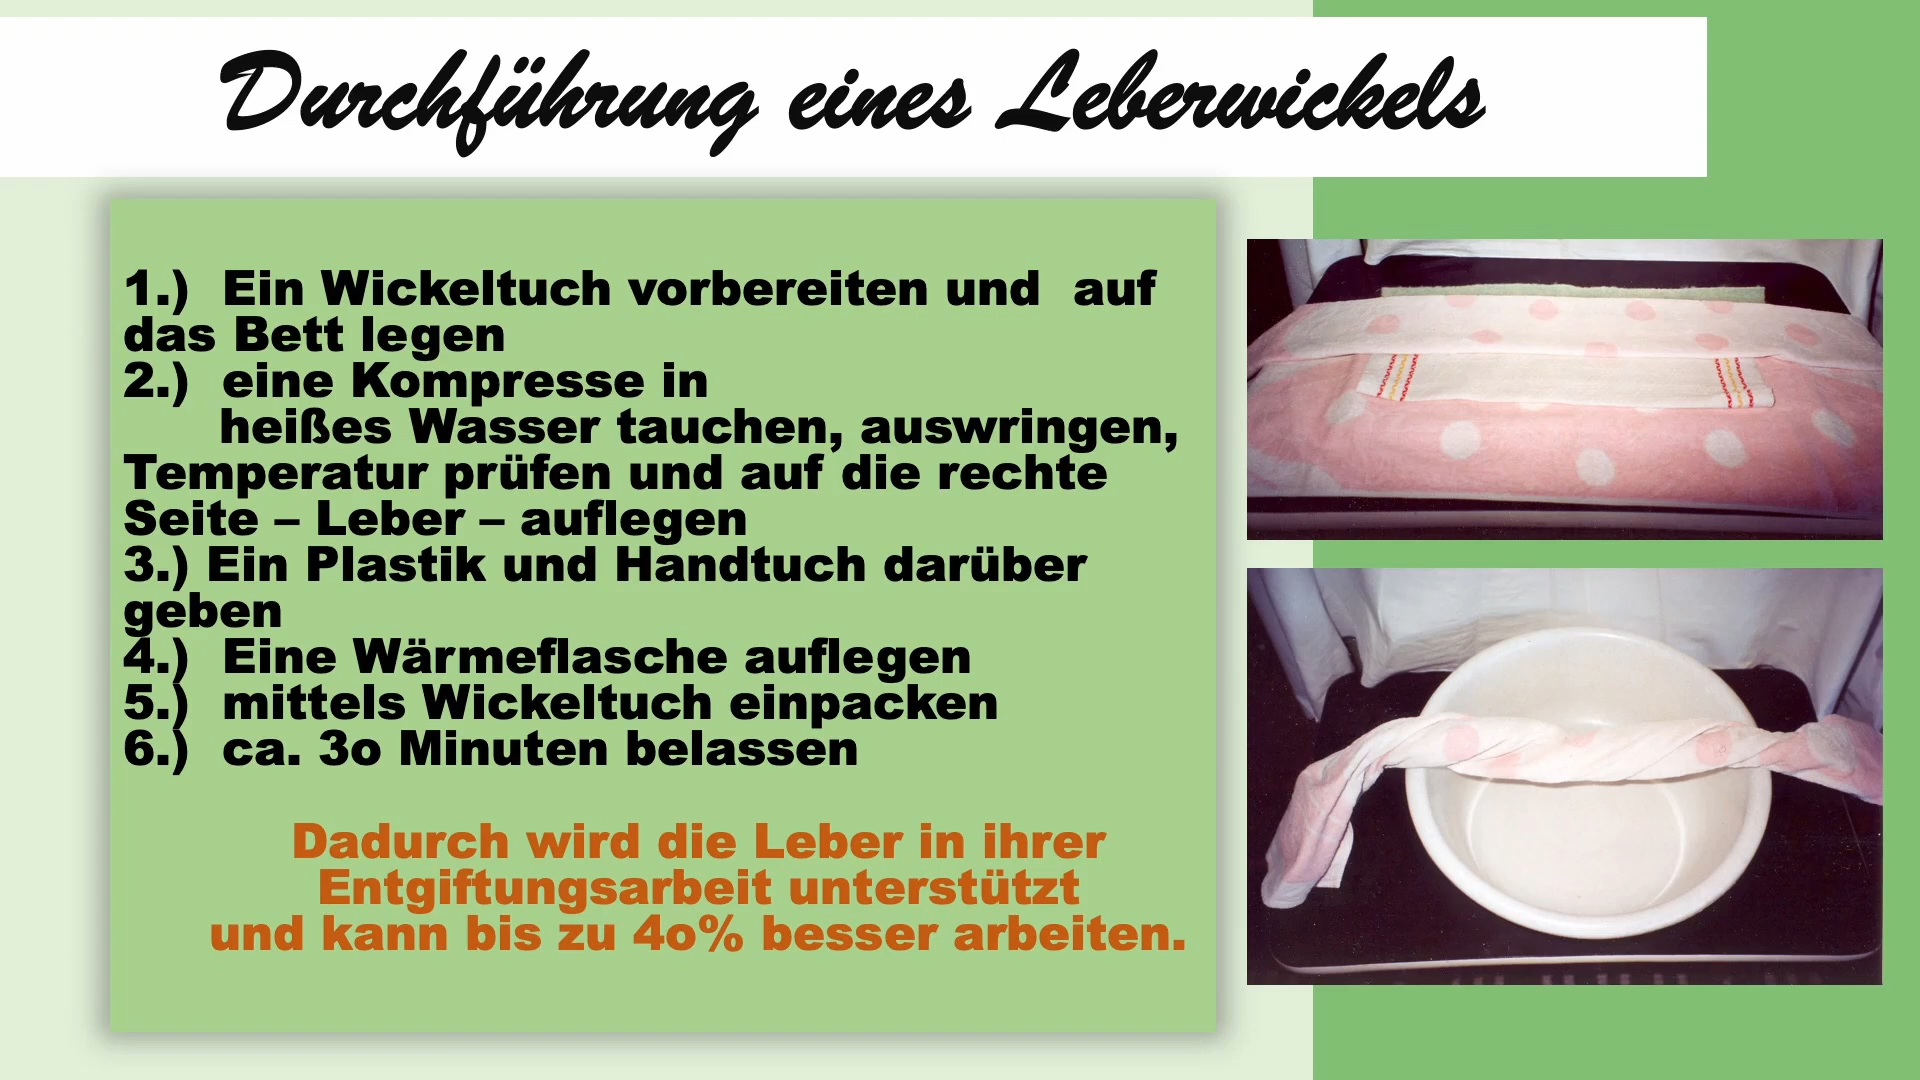 Durchführung eines Leberwickels
1.)  Ein Wickeltuch vorbereiten und  auf
das Bett legen
2.)  eine Kompresse in
heißes Wasser tauchen, auswringen,
Temperatur prüfen und auf die rechte
Seite – Leber – auflegen
3.) Ein Plastik und Handtuch darüber
geben
4.)  Eine Wärmeflasche auflegen
5.)  mittels Wickeltuch einpacken
6.)  ca. 3o Minuten belassen
Dadurch wird die Leber in ihrer
Entgiftungsarbeit unterstützt
und kann bis zu 4o% besser arbeiten.